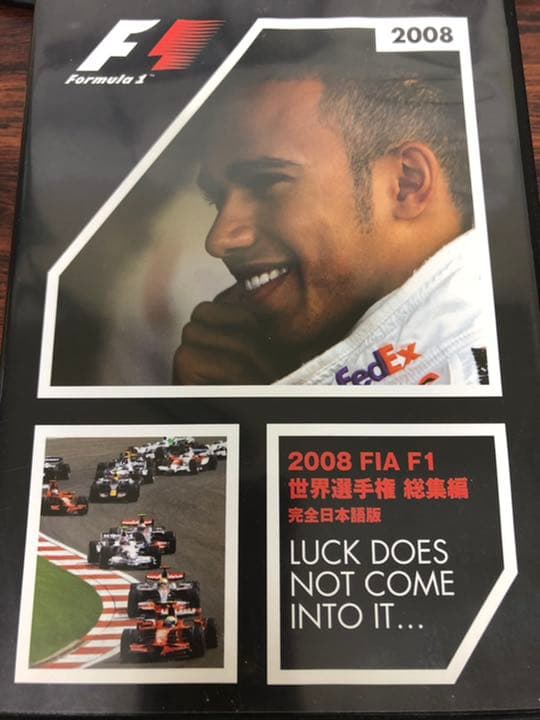 F1
Formula 1™
2008
FedEx
2008 FIA F1
世界選手権 総集編
完全日本語版
LUCK DOES
NOT COME
INTO IT...